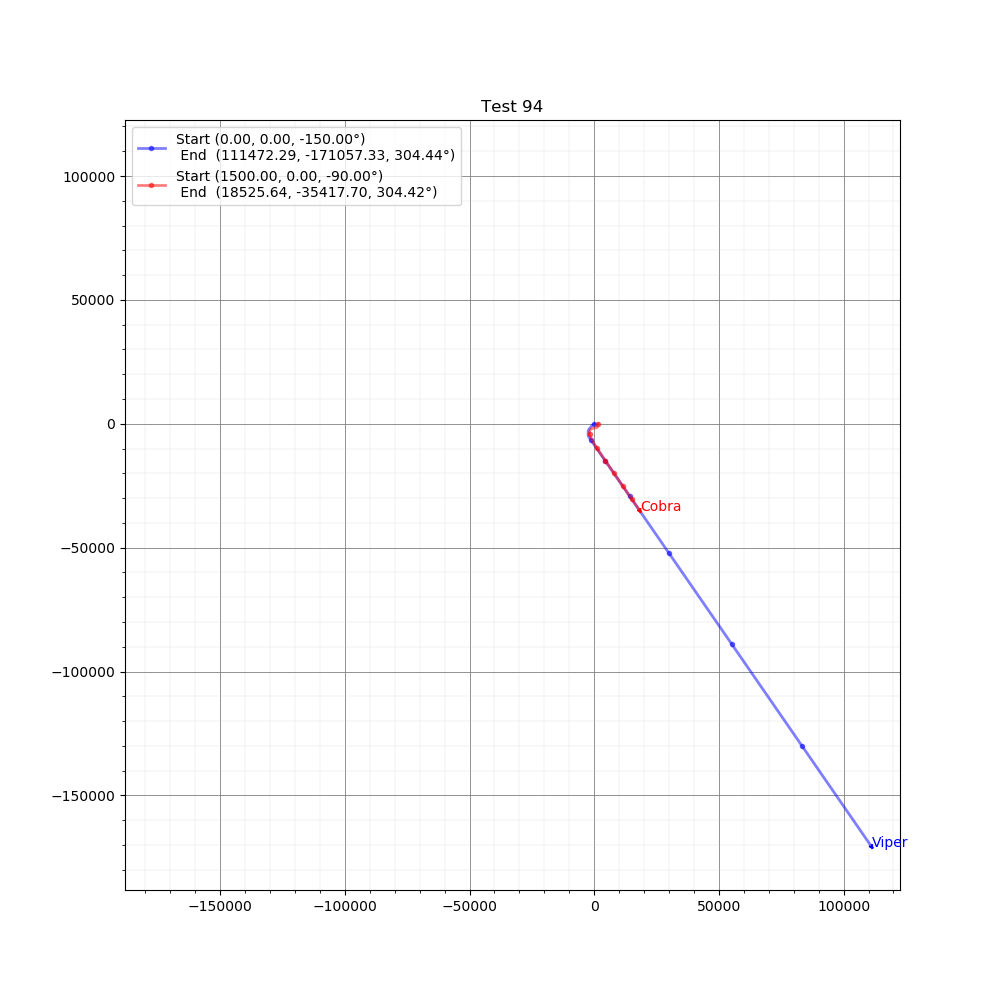 Test 94
Start (0.00, 0.00, -150.00°)
End  (111472.29, -171057.33, 304.44°)
Start (1500.00, 0.00, -90.00°)
End  (18525.64, -35417.70, 304.42°)
100000
50000
0
−50000
−100000
−150000
Cobra
Viper
−150000
−100000
−50000
0
50000
100000